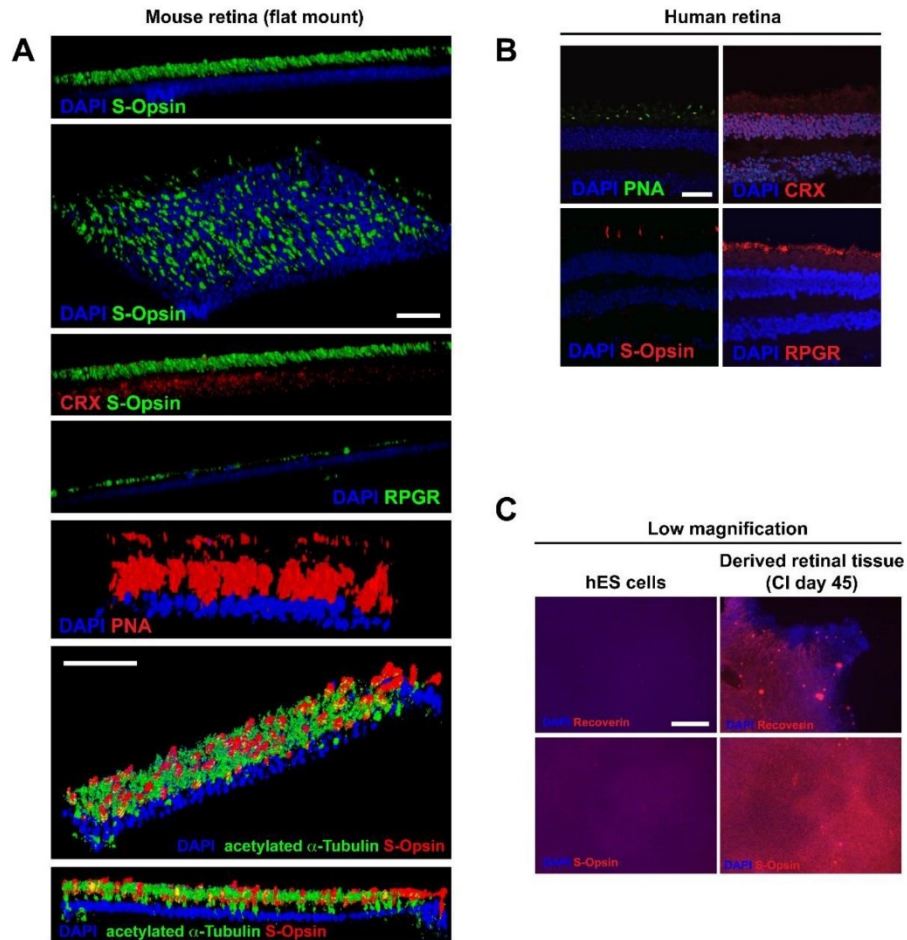 Mouse retina (flat mount)
A
DAPI S-Opsin
DAPI S-Opsin
CRX S-Opsin
DAPI RPGR
DAPI PNA
DAPI acetylated α-Tubulin S-Opsin
DAPI acetylated α-Tubulin S-Opsin
Human retina
B
DAPI PNA
DAPI CRX
DAPI S-Opsin
DAPI RPGR
C
Low magnification
hES cells
Derived retinal tissue
(CI day 45)
DAPI Recoverin
DAPI Recoverin
DAPI S-Opsin
DAPI S-Opsin